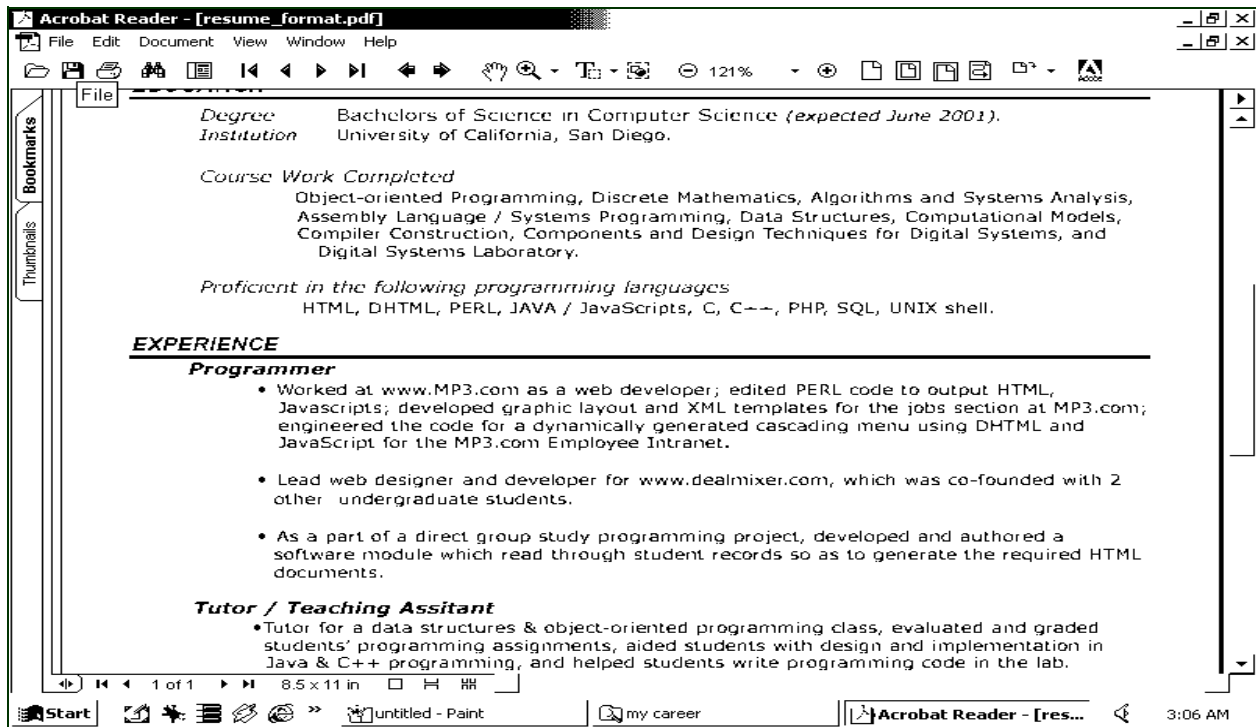 Acrobat Reader - [resume_format.pdf]
File Edit Document View Window Help
121%
Adobe
File
Bookmarks
Thumbnails
EDUCATION
Degree Bachelors of Science in Computer Science (expected June 2001).
Institution University of California, San Diego.
Course Work Completed
Object-oriented Programming, Discrete Mathematics, Algorithms and Systems Analysis,
Assembly Language / Systems Programming, Data Structures, Computational Models,
Compiler Construction, Components and Design Techniques for Digital Systems, and
Digital Systems Laboratory.
Proficient in the following programming languages
HTML, DHTML, PERL, JAVA / JavaScripts, C, C++, PHP, SQL, UNIX shell.
EXPERIENCE
Programmer
• Worked at www.MP3.com as a web developer; edited PERL code to output HTML,
Javascripts; developed graphic layout and XML templates for the jobs section at MP3.com;
engineered the code for a dynamically generated cascading menu using DHTML and
JavaScript for the MP3.com Employee Intranet.
• Lead web designer and developer for www.dealmixer.com, which was co-founded with 2
other undergraduate students.
• As a part of a direct group study programming project, developed and authored a
software module which read through student records so as to generate the required HTML
documents.
Tutor / Teaching Assitant
•Tutor for a data structures & object-oriented programming class, evaluated and graded
students' programming assignments, aided students with design and implementation in
Java & C++ programming, and helped students write programming code in the lab.
1 of 1 8.5 x 11 in
Start » untitled - Paint my career Acrobat Reader - [res... 3:06 AM